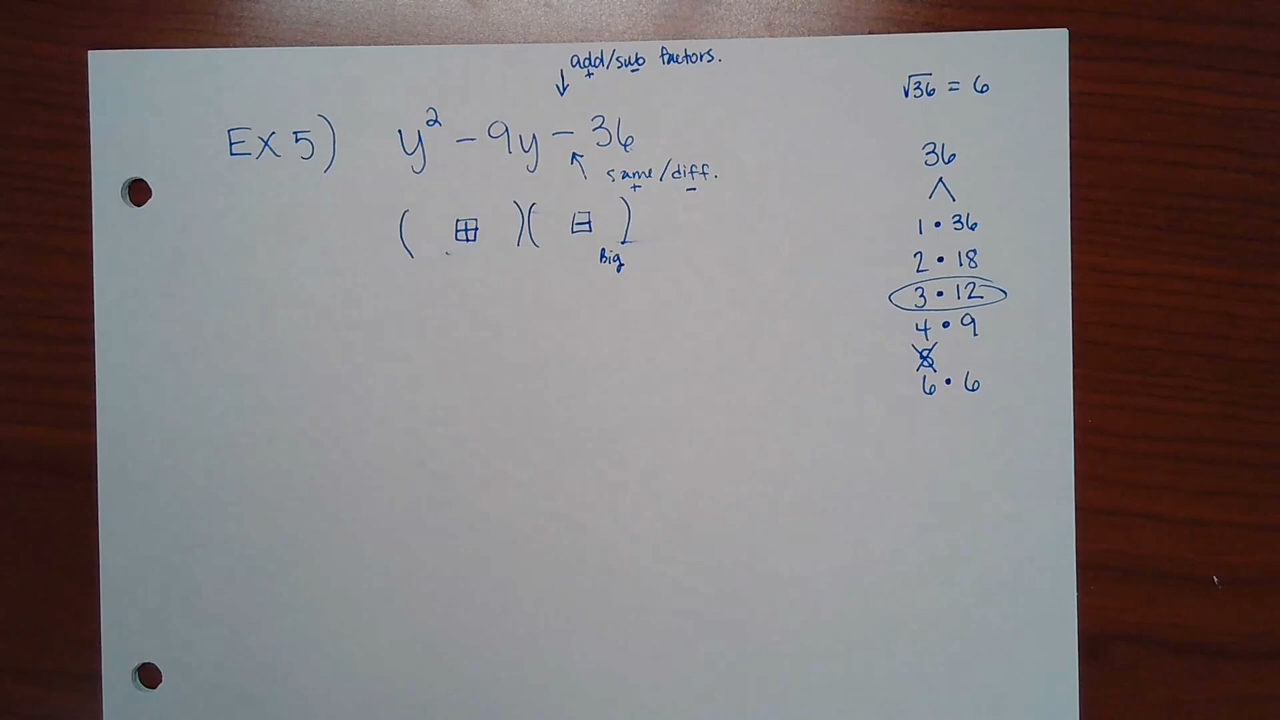 add/sub factors.
+ -
EX 5) y² - 9y - 36
same/diff.
+ -
( + )( - )
Big
√36 = 6
36
1 • 36
2 • 18
3 • 12
4 • 9
6 • 6